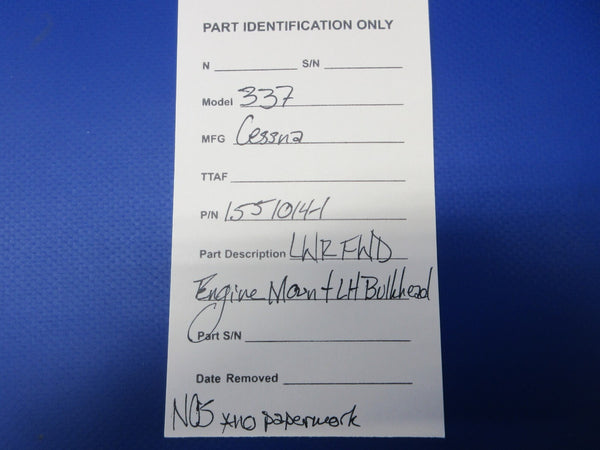 PART IDENTIFICATION ONLY
N S/N
Model 337
MFG Cessna
TTAF
P/N 1551014-1
Part Description LWR FWD
Engine Mount LH Bulkhead
Part S/N
Date Removed
NOS *no paperwork